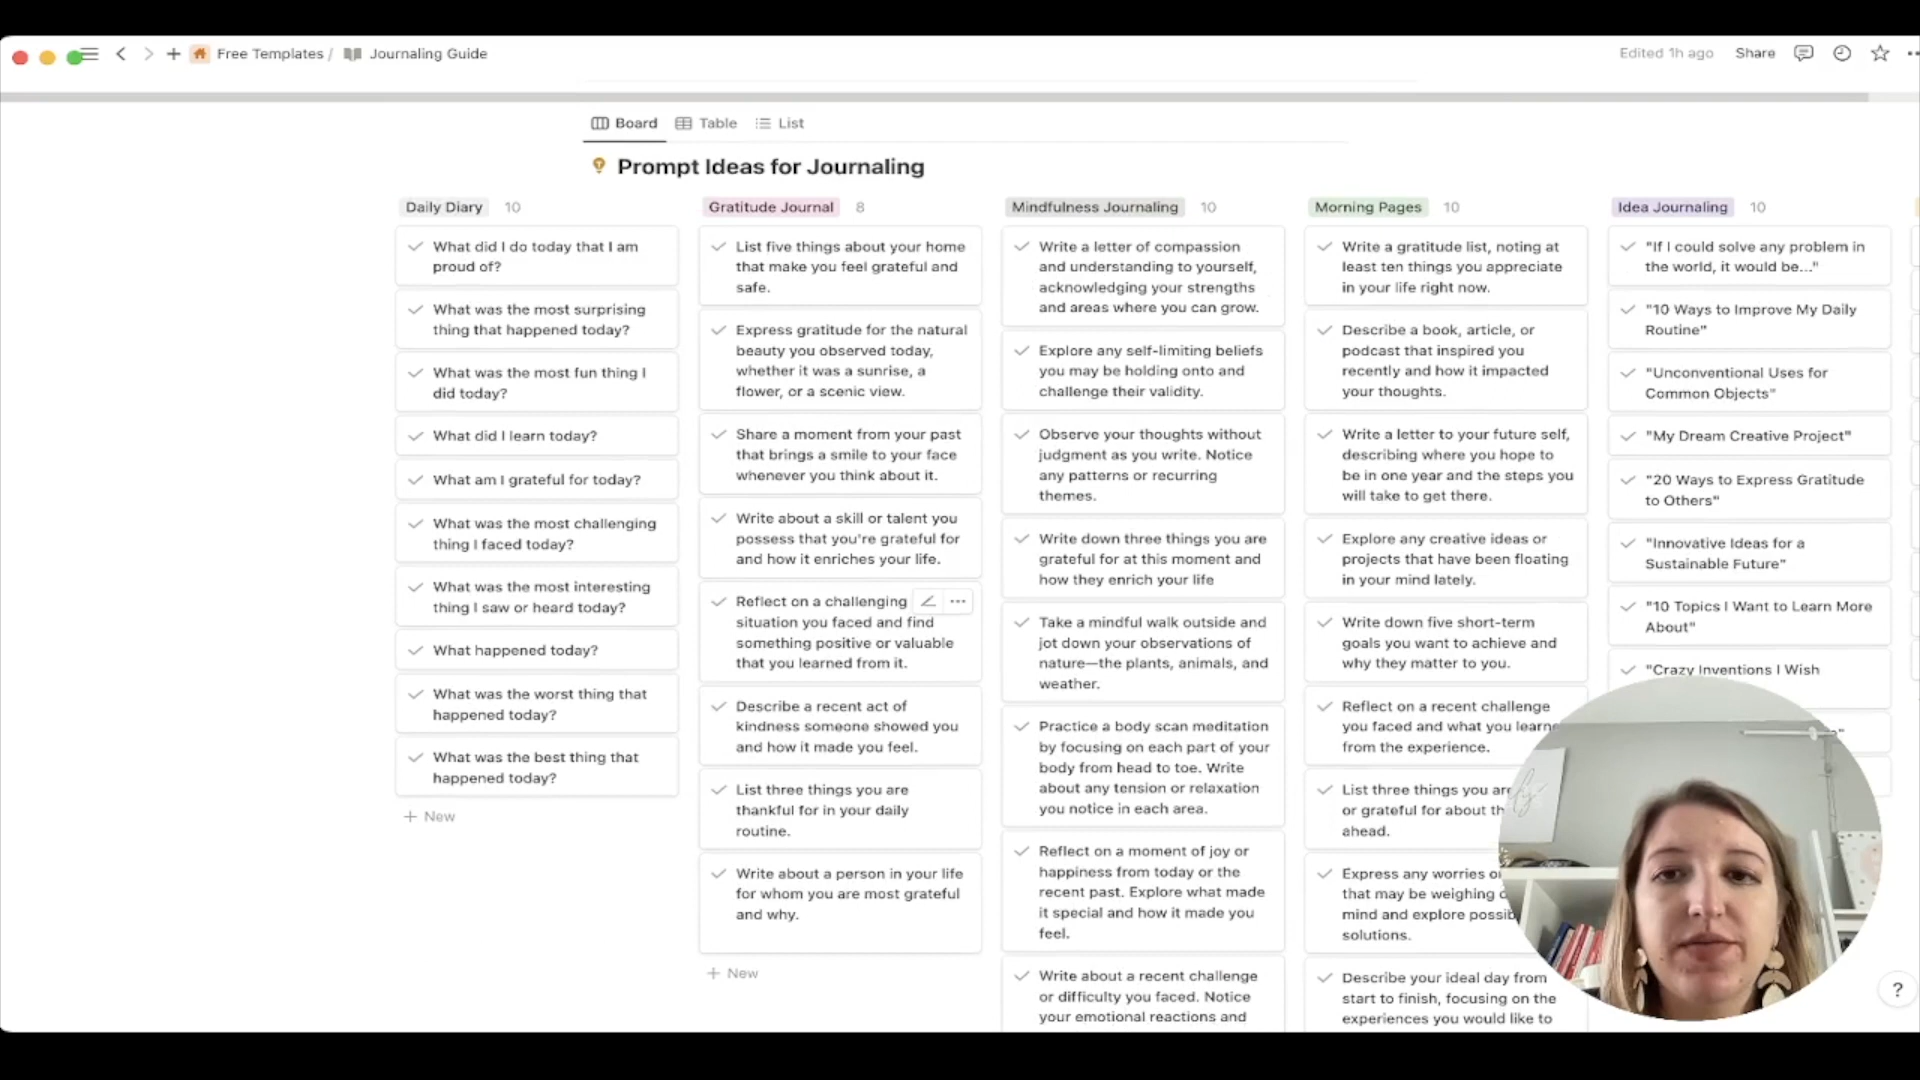 Free Templates / Journaling Guide
Edited 1h ago Share
Board Table List
Prompt Ideas for Journaling
Daily Diary 10
What did I do today that I am
proud of?
What was the most surprising
thing that happened today?
What was the most fun thing I
did today?
What did I learn today?
What am I grateful for today?
What was the most challenging
thing I faced today?
What was the most interesting
thing I saw or heard today?
What happened today?
What was the worst thing that
happened today?
What was the best thing that
happened today?
+ New
Gratitude Journal 8
List five things about your home
that make you feel grateful and
safe.
Express gratitude for the natural
beauty you observed today,
whether it was a sunrise, a
flower, or a scenic view.
Share a moment from your past
that brings a smile to your face
whenever you think about it.
Write about a skill or talent you
possess that you're grateful for
and how it enriches your life.
Reflect on a challenging
situation you faced and find
something positive or valuable
that you learned from it.
Describe a recent act of
kindness someone showed you
and how it made you feel.
List three things you are
thankful for in your daily
routine.
Write about a person in your life
for whom you are most grateful
and why.
+ New
Mindfulness Journaling 10
Write a letter of compassion
and understanding to yourself,
acknowledging your strengths
and areas where you can grow.
Explore any self-limiting beliefs
you may be holding onto and
challenge their validity.
Observe your thoughts without
judgment as you write. Notice
any patterns or recurring
themes.
Write down three things you are
grateful for at this moment and
how they enrich your life
Take a mindful walk outside and
jot down your observations of
nature—the plants, animals, and
weather.
Practice a body scan meditation
by focusing on each part of your
body from head to toe. Write
about any tension or relaxation
you notice in each area.
Reflect on a moment of joy or
happiness from today or the
recent past. Explore what made
it special and how it made you
feel.
Write about a recent challenge
or difficulty you faced. Notice
your emotional reactions and
Morning Pages 10
Write a gratitude list, noting at
least ten things you appreciate
in your life right now.
Describe a book, article, or
podcast that inspired you
recently and how it impacted
your thoughts.
Write a letter to your future self,
describing where you hope to
be in one year and the steps you
will take to get there.
Explore any creative ideas or
projects that have been floating
in your mind lately.
Write down five short-term
goals you want to achieve and
why they matter to you.
Reflect on a recent challenge
you faced and what you learne
from the experience.
List three things you are
or grateful for about th
ahead.
Express any worries o
that may be weighing
mind and explore possib
solutions.
Describe your ideal day from
start to finish, focusing on the
experiences you would like to
Idea Journaling 10
"If I could solve any problem in
the world, it would be..."
"10 Ways to Improve My Daily
Routine"
"Unconventional Uses for
Common Objects"
"My Dream Creative Project"
"20 Ways to Express Gratitude
to Others"
"Innovative Ideas for a
Sustainable Future"
"10 Topics I Want to Learn More
About"
"Crazy Inventions I Wish
?